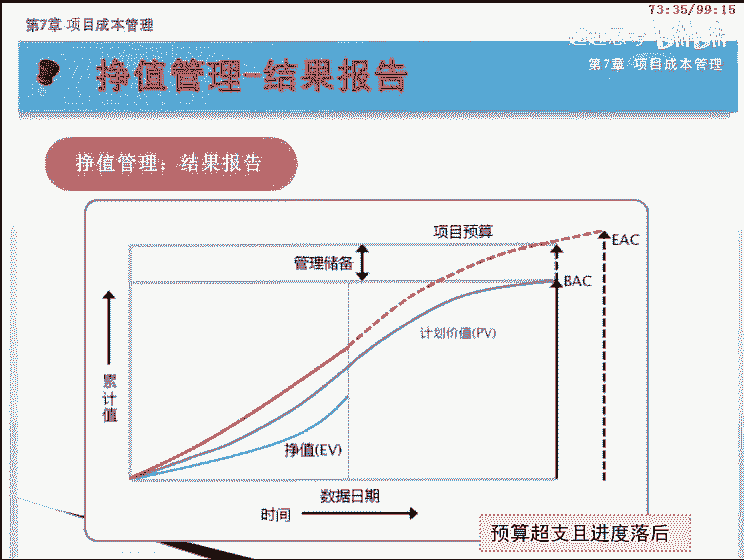 73:35/99:15
第7章 项目成本管理
第7章 项目成本管理
挣值管理-结果报告
挣值管理：结果报告
项目预算
EAC
管理储备
BAC
计划价值(PV)
累计值
挣值(EV)
数据日期
时间
预算超支且进度落后